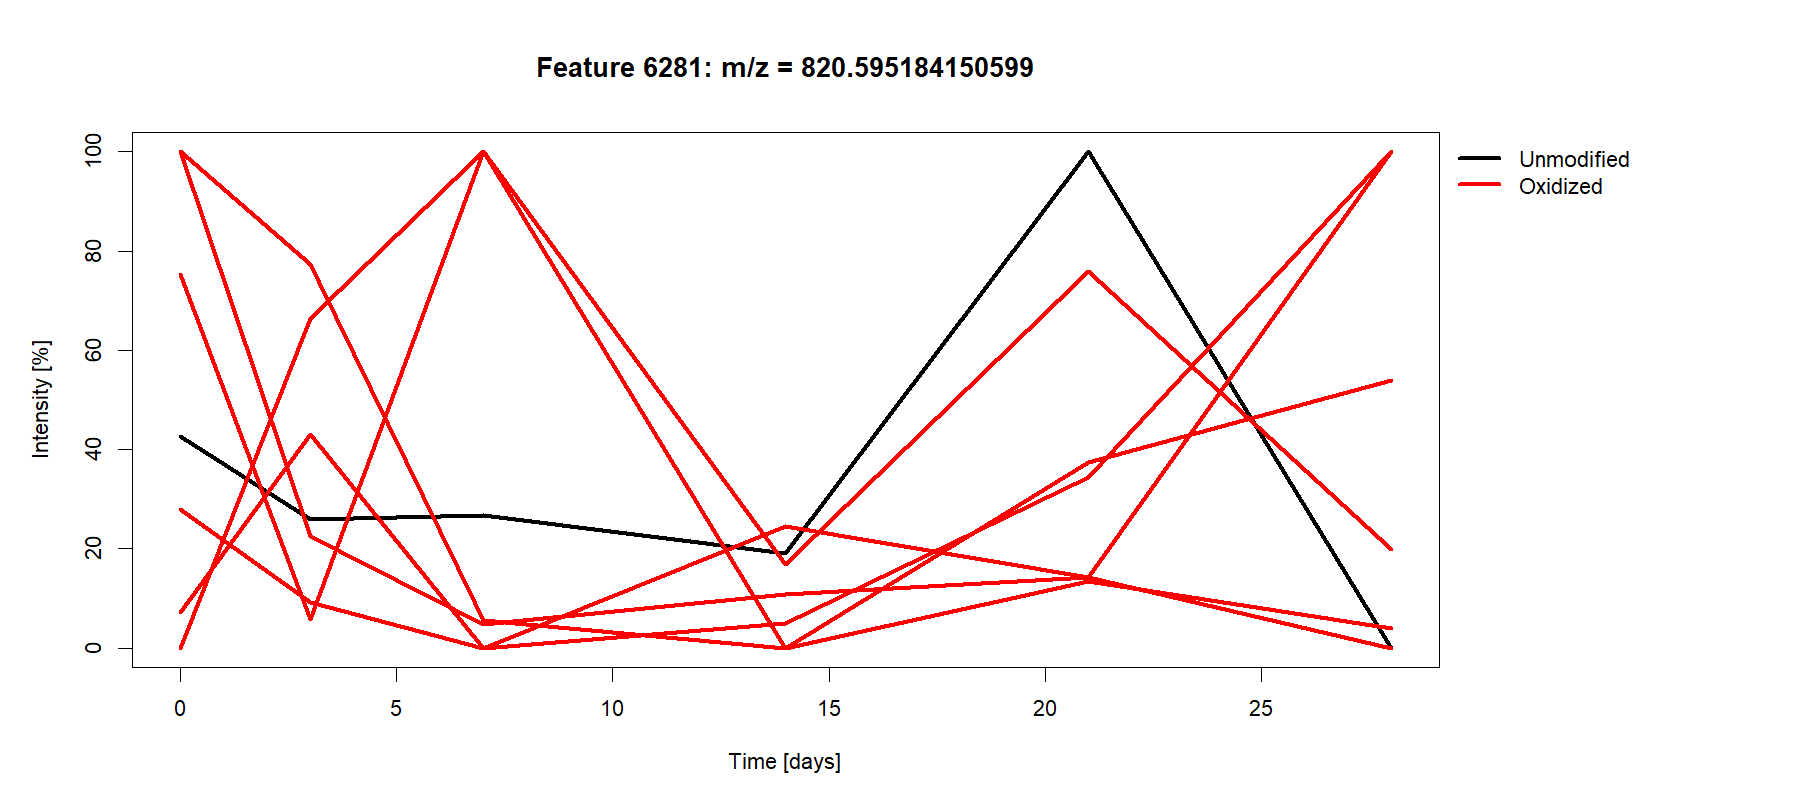 Feature 6281: m/z = 820.595184150599
Unmodified
Oxidized
100
80
60
40
20
0
Intensity [%]
0 5 10 15 20 25
Time [days]